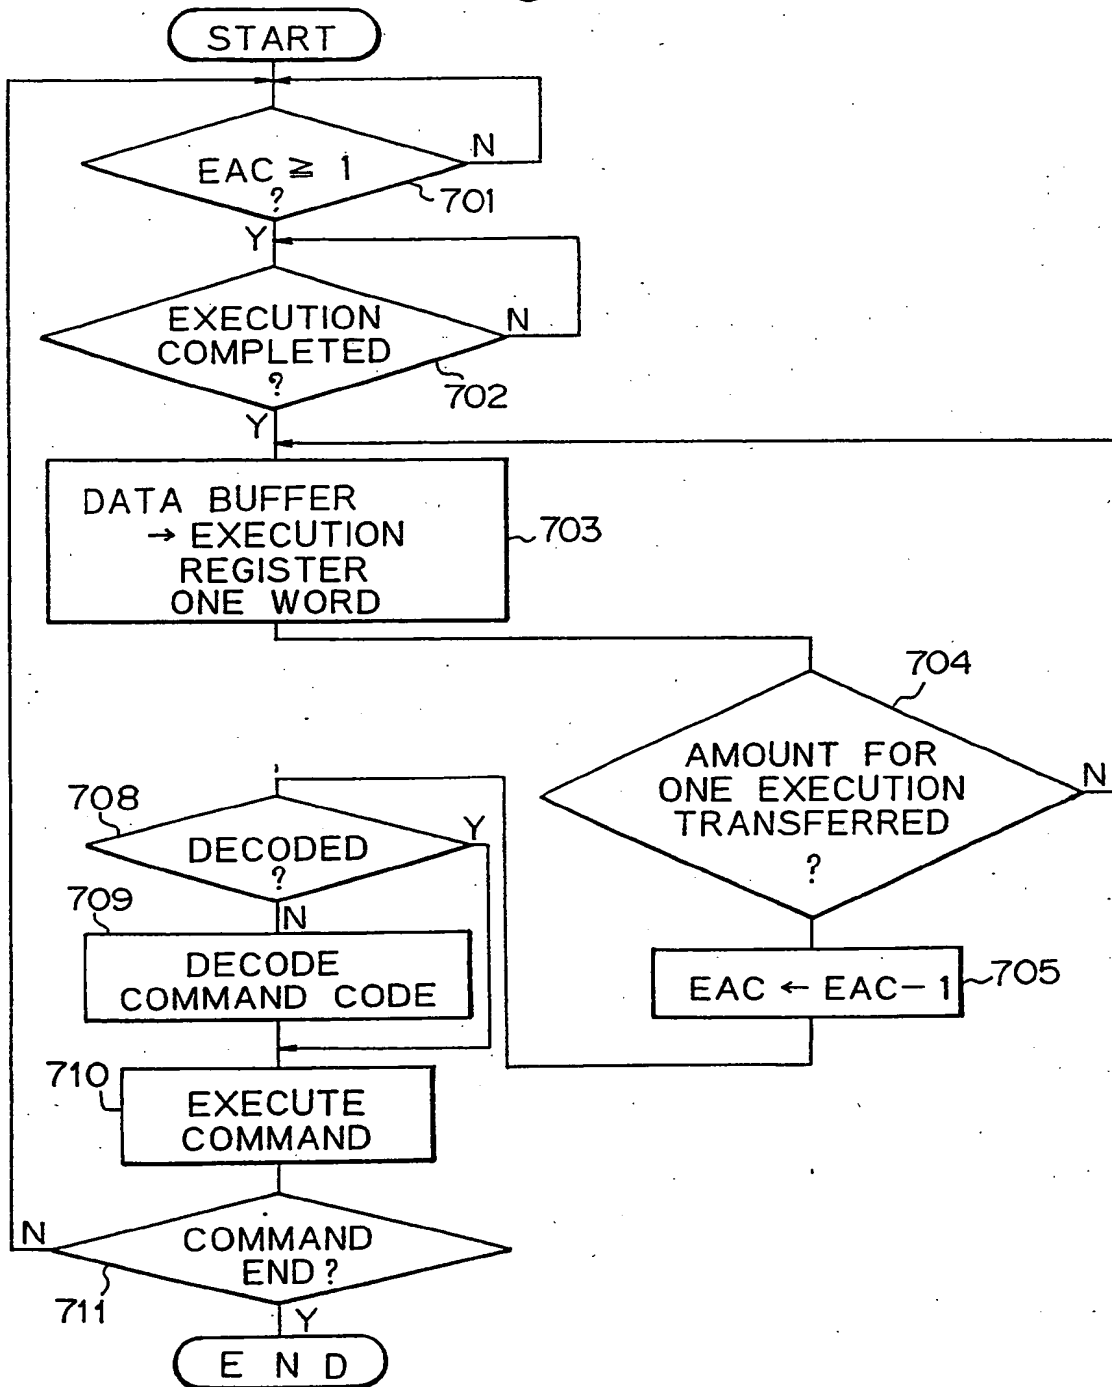 START
EAC ≧ 1
?
N
701
Y
EXECUTION
COMPLETED
?
N
702
Y
DATA BUFFER
→ EXECUTION
REGISTER
ONE WORD
703
704
AMOUNT FOR
ONE EXECUTION
TRANSFERRED
?
N
EAC ← EAC-1
705
708
DECODED
?
Y
N
709
DECODE
COMMAND CODE
710
EXECUTE
COMMAND
N
COMMAND
END?
711
Y
END